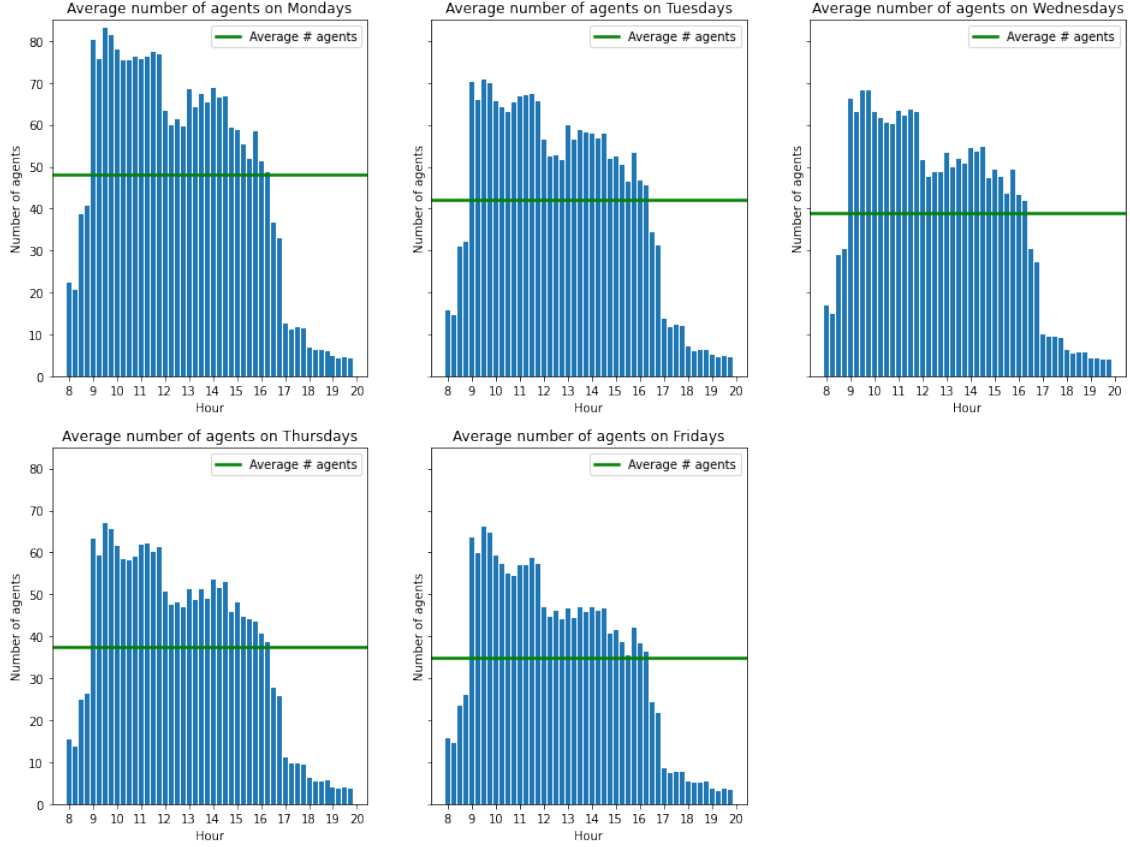 Average number of agents on Mondays
Average # agents
Number of agents
80
70
60
50
40
30
20
10
0
8 9 10 11 12 13 14 15 16 17 18 19 20
Hour
Average number of agents on Tuesdays
Average # agents
Number of agents
8 9 10 11 12 13 14 15 16 17 18 19 20
Hour
Average number of agents on Wednesdays
Average # agents
Number of agents
8 9 10 11 12 13 14 15 16 17 18 19 20
Hour
Average number of agents on Thursdays
Average # agents
Number of agents
80
70
60
50
40
30
20
10
0
8 9 10 11 12 13 14 15 16 17 18 19 20
Hour
Average number of agents on Fridays
Average # agents
Number of agents
8 9 10 11 12 13 14 15 16 17 18 19 20
Hour